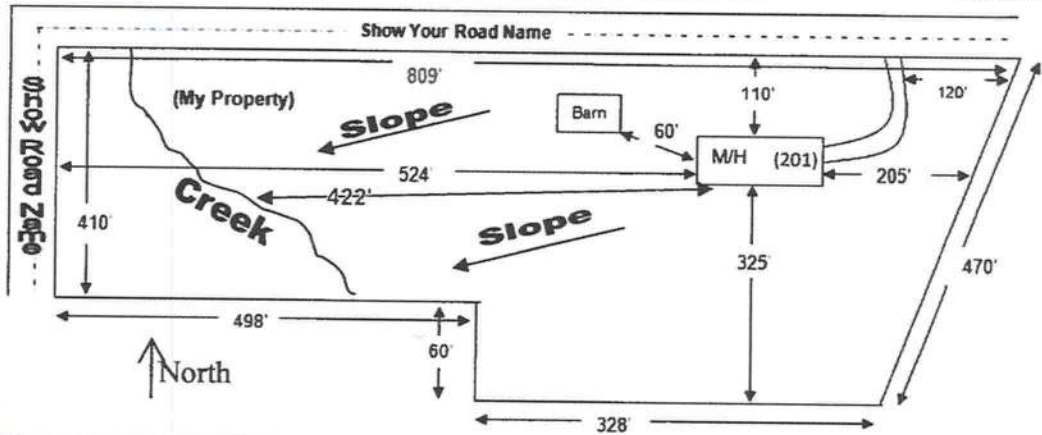 Show Your Road Name
809'
(My Property)
Slope
110'
120'
Barn
60'
M/H (201)
Show Road Name
524'
205'
422'
Creek
410'
Slope
325'
470'
498'
60'
North
328'